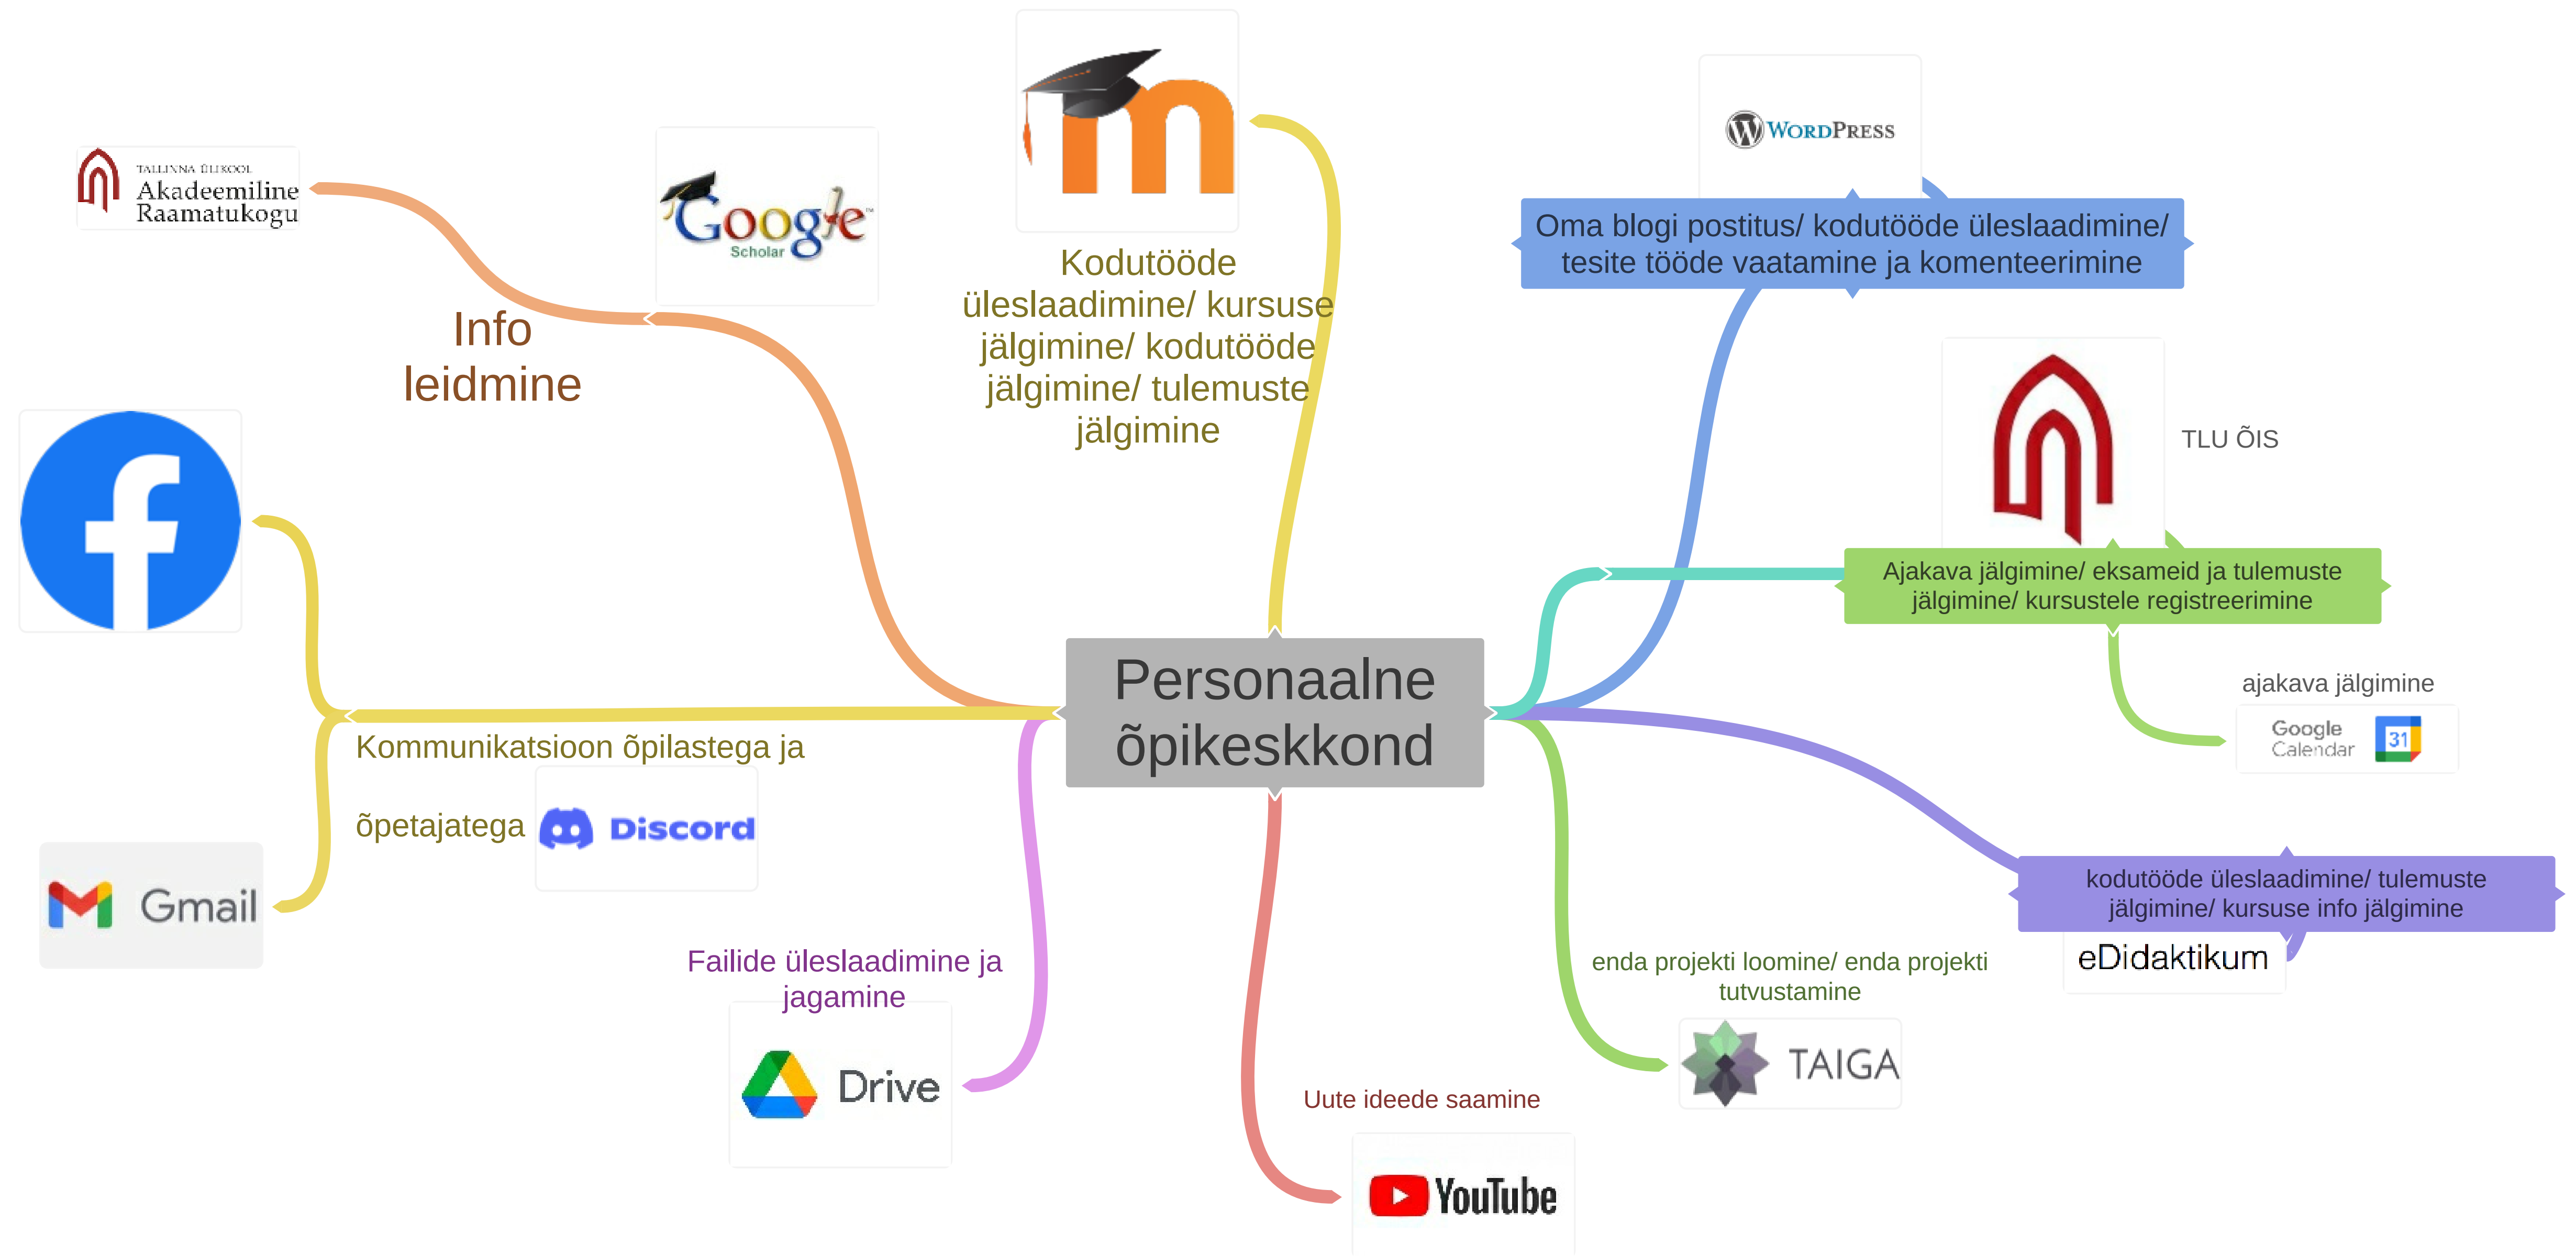 TALLINNA ÜLIKOOL
Akadeemiline
Raamatukogu
Google
Scholar
Info
leidmine
m
Kodutööde
üleslaadimine/ kursuse
jälgimine/ kodutööde
jälgimine/ tulemuste
jälgimine
WORDPRESS
Oma blogi postitus/ kodutööde üleslaadimine/
tesite tööde vaatamine ja komenteerimine
TLU ÕIS
Ajakava jälgimine/ eksameid ja tulemuste
jälgimine/ kursustele registreerimine
ajakava jälgimine
Google
Calendar
31
Personaalne
õpikeskkond
Kommunikatsioon õpilastega ja
õpetajatega
Discord
Gmail
Failide üleslaadimine ja
jagamine
Drive
Uute ideede saamine
YouTube
enda projekti loomine/ enda projekti
tutvustamine
TAIGA
kodutööde üleslaadimine/ tulemuste
jälgimine/ kursuse info jälgimine
eDidaktikum